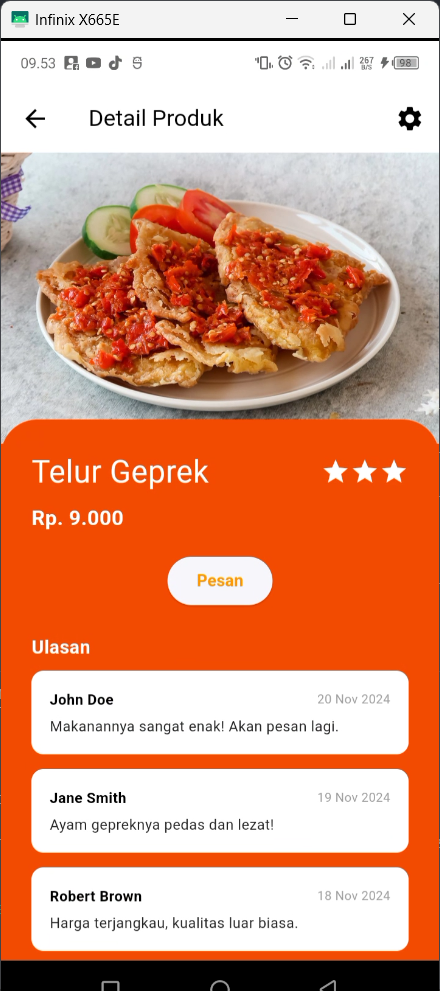 Infinix X665E
09.53
267
B/S
98
Detail Produk
Telur Geprek
Rp. 9.000
Pesan
Ulasan
John Doe
20 Nov 2024
Makanannya sangat enak! Akan pesan lagi.
Jane Smith
19 Nov 2024
Ayam gepreknya pedas dan lezat!
Robert Brown
18 Nov 2024
Harga terjangkau, kualitas luar biasa.